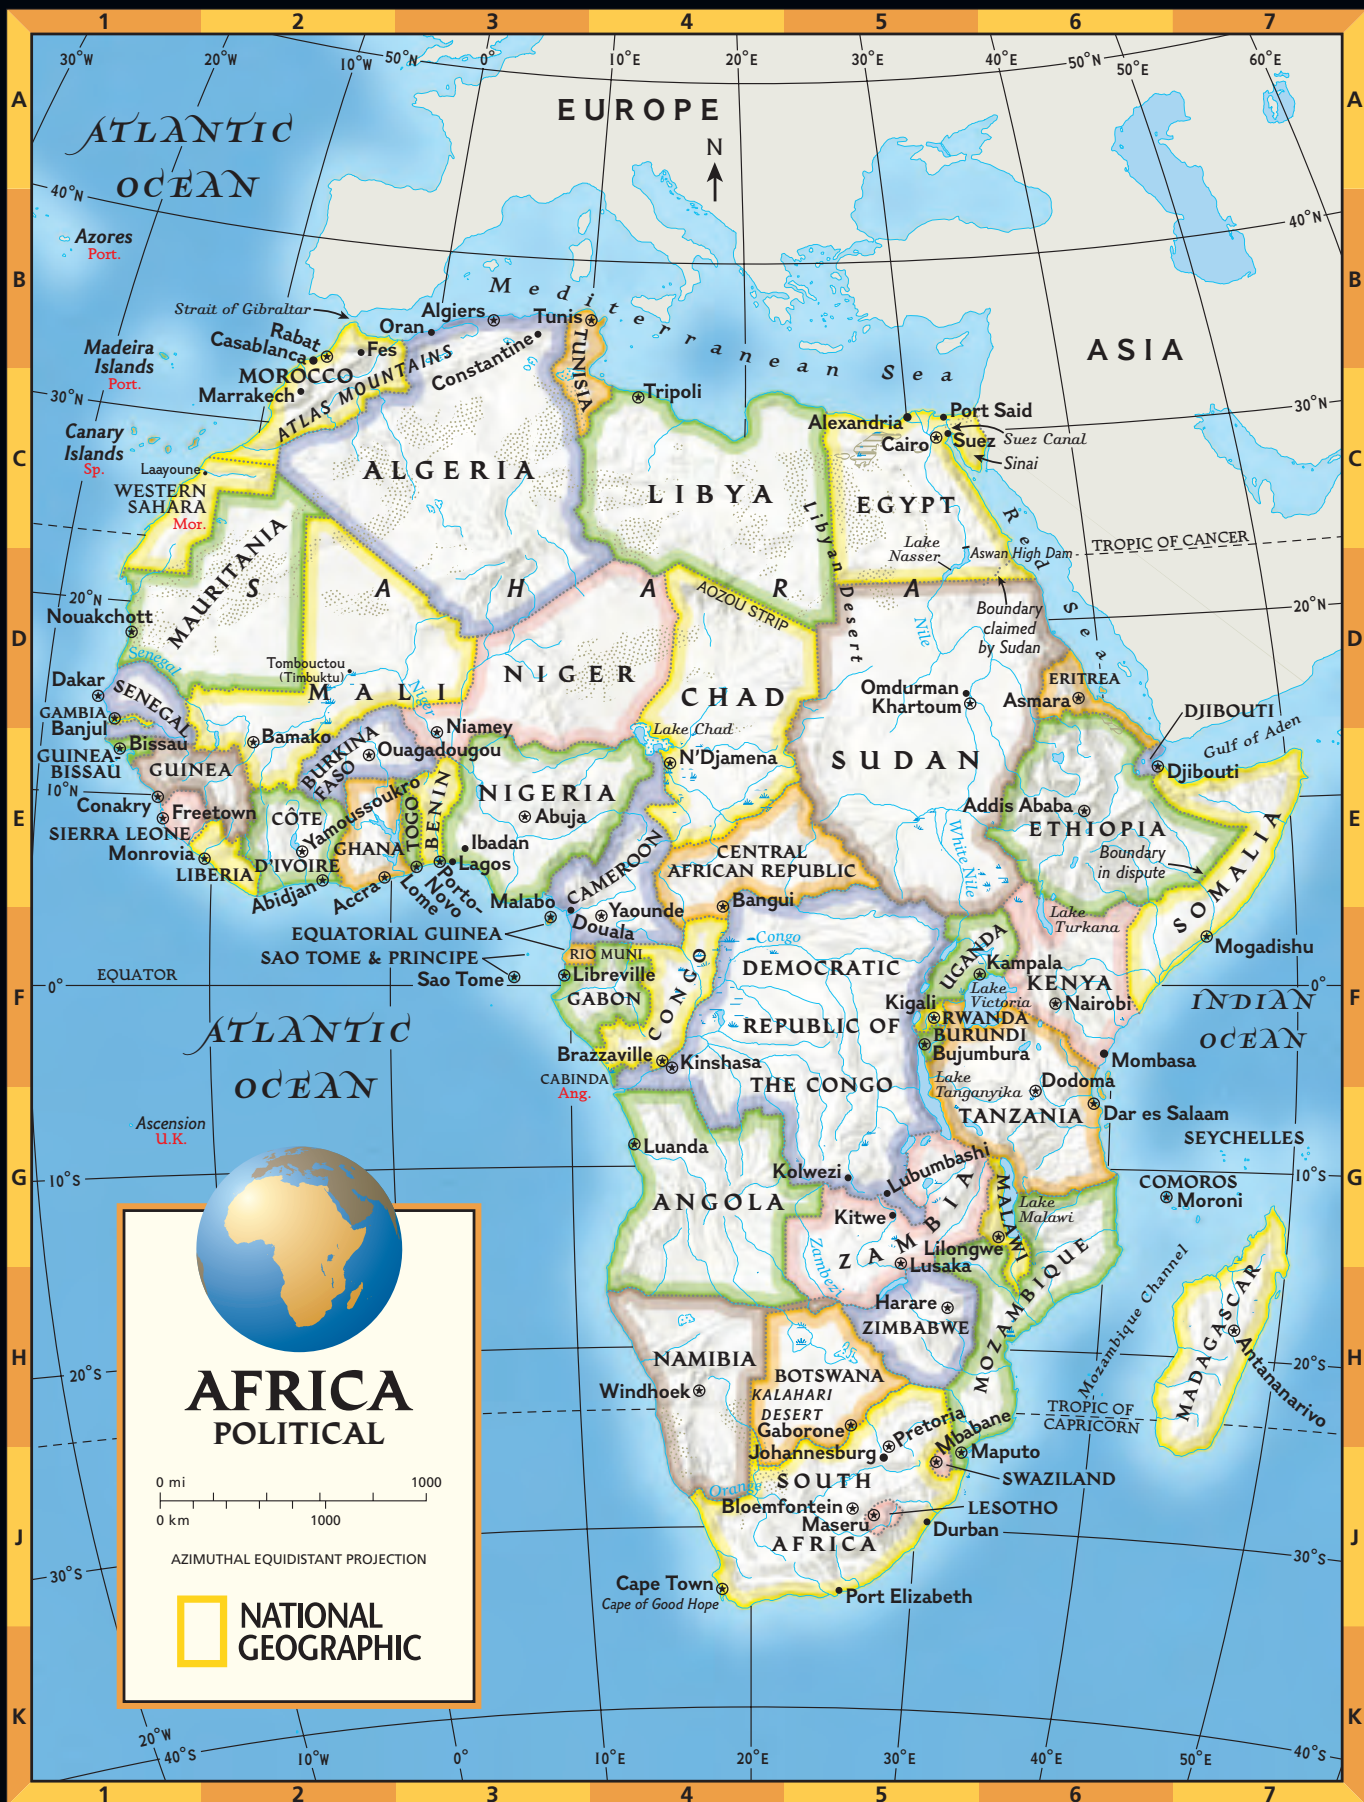 1 2 3 4 5 6 7
30°W 20°W 10°W 50°N 0° 10°E 20°E 30°E 40°E 50°N 50°E 60°E
A A
EUROPE
ATLANTIC
OCEAN
N
40°N
40°N
Azores
Port.
B B
Mediterranean Sea
Strait of Gibraltar
Algiers
Tunis
Oran
Rabat
Casablanca
Fes
Constantine
TUNISIA
ASIA
Madeira
Islands
Port.
MOROCCO
ATLAS MOUNTAINS
Marrakech
Tripoli
30°N
30°N
Alexandria
Port Said
Cairo
Suez
Suez Canal
Sinai
Canary
Islands
Sp.
C C
Laayoune
ALGERIA
LIBYA
EGYPT
WESTERN
SAHARA
Mor.
Libyan Desert
Red Sea
Lake
Nasser
Aswan High Dam
TROPIC OF CANCER
MAURITANIA
SAHARA
AOZOU STRIP
Boundary
claimed
by Sudan
20°N
20°N
Nouakchott
D D
Nile
Senegal
Tombouctou
(Timbuktu)
NIGER
MALI
Niger
CHAD
Dakar
SENEGAL
Omdurman
Khartoum
ERITREA
Asmara
GAMBIA
Banjul
DJIBOUTI
Gulf of Aden
Niamey
Lake Chad
Bissau
Bamako
BURKINA
FASO
Ouagadougou
GUINEA-
BISSAU
GUINEA
N'Djamena
SUDAN
Djibouti
10°N
NIGERIA
Conakry
Freetown
CÔTE
D'IVOIRE
Yamoussoukro
TOGO
BENIN
Abuja
Addis Ababa
E E
SIERRA LEONE
GHANA
Ibadan
ETHIOPIA
Monrovia
Lagos
CAMEROON
CENTRAL
AFRICAN REPUBLIC
White Nile
Boundary
in dispute
SOMALIA
LIBERIA
Abidjan
Accra
Lome
Porto-
Novo
Malabo
Douala
Yaounde
Bangui
Lake
Turkana
EQUATORIAL GUINEA
Congo
UGANDA
Mogadishu
SAO TOME & PRINCIPE
RIO MUNI
DEMOCRATIC
REPUBLIC OF
THE CONGO
Kampala
EQUATOR
Sao Tome
Libreville
KENYA
0°
0°
GABON
CONGO
Lake
Victoria
Nairobi
F F
Kigali
RWANDA
INDIAN
OCEAN
ATLANTIC
OCEAN
BURUNDI
Bujumbura
Brazzaville
Kinshasa
Mombasa
CABINDA
Ang.
Lake
Tanganyika
Dodoma
TANZANIA
Dar es Salaam
Ascension
U.K.
SEYCHELLES
Luanda
Kolwezi
Lubumbashi
10°S
10°S
G G
ANGOLA
COMOROS
Moroni
Kitwe
ZAMBIA
MALAWI
Lake
Malawi
Lilongwe
Lusaka
Zambezi
MOZAMBIQUE
Mozambique Channel
MADAGASCAR
Harare
ZIMBABWE
NAMIBIA
BOTSWANA
Antananarivo
20°S
20°S
H H
Windhoek
KALAHARI
DESERT
Gaborone
TROPIC OF
CAPRICORN
Pretoria
Johannesburg
Mbabane
Maputo
SOUTH
AFRICA
SWAZILAND
Orange
Bloemfontein
Maseru
LESOTHO
Durban
J J
30°S
30°S
Cape Town
Cape of Good Hope
Port Elizabeth
AFRICA
POLITICAL
0 mi 1000
0 km 1000
AZIMUTHAL EQUIDISTANT PROJECTION
NATIONAL
GEOGRAPHIC
K K
20°W 40°S 10°W 0° 10°E 20°E 30°E 40°E 50°E 40°S
1 2 3 4 5 6 7